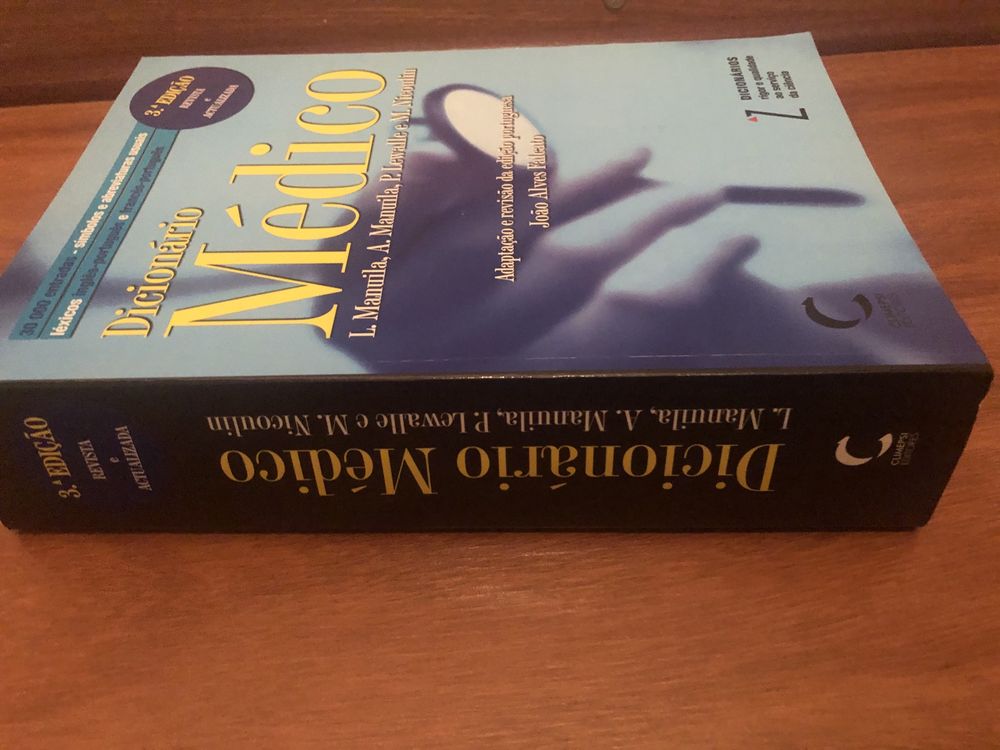 3.ª EDIÇÃO
REVISTA
e
ACTUALIZADA
30 000 entradas · símbolos e abreviaturas usuais
léxicos inglês-português e francês-português
Dicionário
Médico
L. Manuila, A. Manuila, P. Lewalle e M. Nicoulin
Adaptação e revisão da edição portuguesa
João Alves Falcato
DICIONÁRIOS
rigor e qualidade
ao serviço
da ciência
CLIMEPSI
EDITORES
3.ª EDIÇÃO
REVISTA
e
ACTUALIZADA
L. Manuila, A. Manuila, P. Lewalle e M. Nicoulin
Dicionário Médico
CLIMEPSI
EDITORES